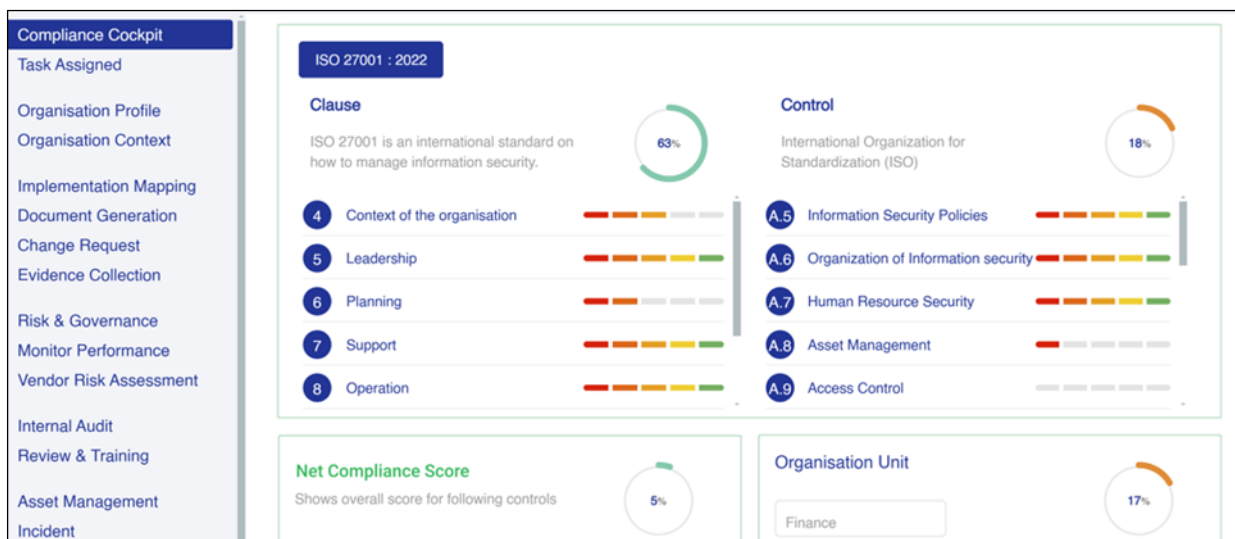 Compliance Cockpit
Task Assigned
Organisation Profile
Organisation Context
Implementation Mapping
Document Generation
Change Request
Evidence Collection
Risk & Governance
Monitor Performance
Vendor Risk Assessment
Internal Audit
Review & Training
Asset Management
Incident
ISO 27001 : 2022
Clause
ISO 27001 is an international standard on
how to manage information security.
63%
4 Context of the organisation
5 Leadership
6 Planning
7 Support
8 Operation
Control
International Organization for
Standardization (ISO)
18%
A.5 Information Security Policies
A.6 Organization of Information security
A.7 Human Resource Security
A.8 Asset Management
A.9 Access Control
Net Compliance Score
Shows overall score for following controls
5%
Organisation Unit
Finance
17%